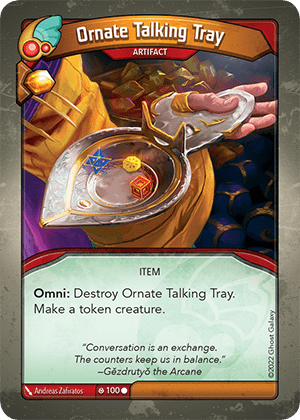 Ornate Talking Tray
ARTIFACT
ITEM
Omni: Destroy Ornate Talking Tray.
Make a token creature.
"Conversation is an exchange.
The counters keep us in balance."
–Gĕzdrutyŏ the Arcane
©2022 Ghost Galaxy
Andreas Zafiratos
100